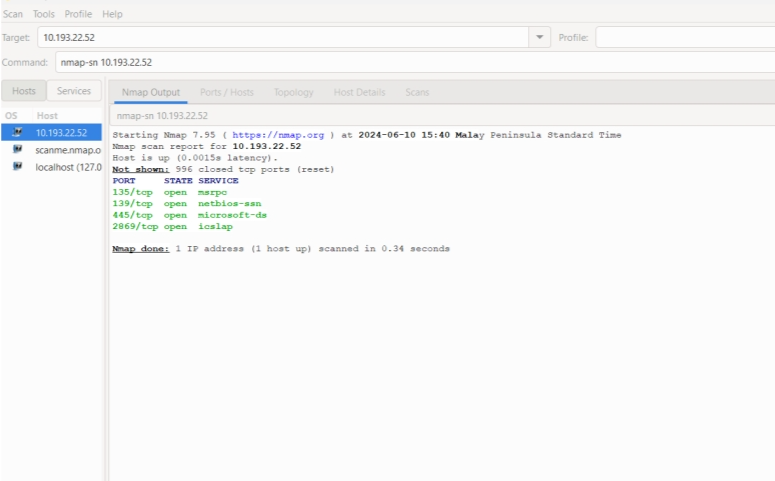 Scan Tools Profile Help
Target: 10.193.22.52 Profile:
Command: nmap-sn 10.193.22.52
Hosts Services
Nmap Output Ports / Hosts Topology Host Details Scans
OS Host
nmap-sn 10.193.22.52
10.193.22.52
scanme.nmap.o
localhost (127.0
Starting Nmap 7.95 ( https://nmap.org ) at 2024-06-10 15:40 Malay Peninsula Standard Time
Nmap scan report for 10.193.22.52
Host is up (0.0015s latency).
Not shown: 996 closed tcp ports (reset)
PORT STATE SERVICE
135/tcp open msrpc
139/tcp open netbios-ssn
445/tcp open microsoft-ds
2869/tcp open icslap
Nmap done: 1 IP address (1 host up) scanned in 0.34 seconds